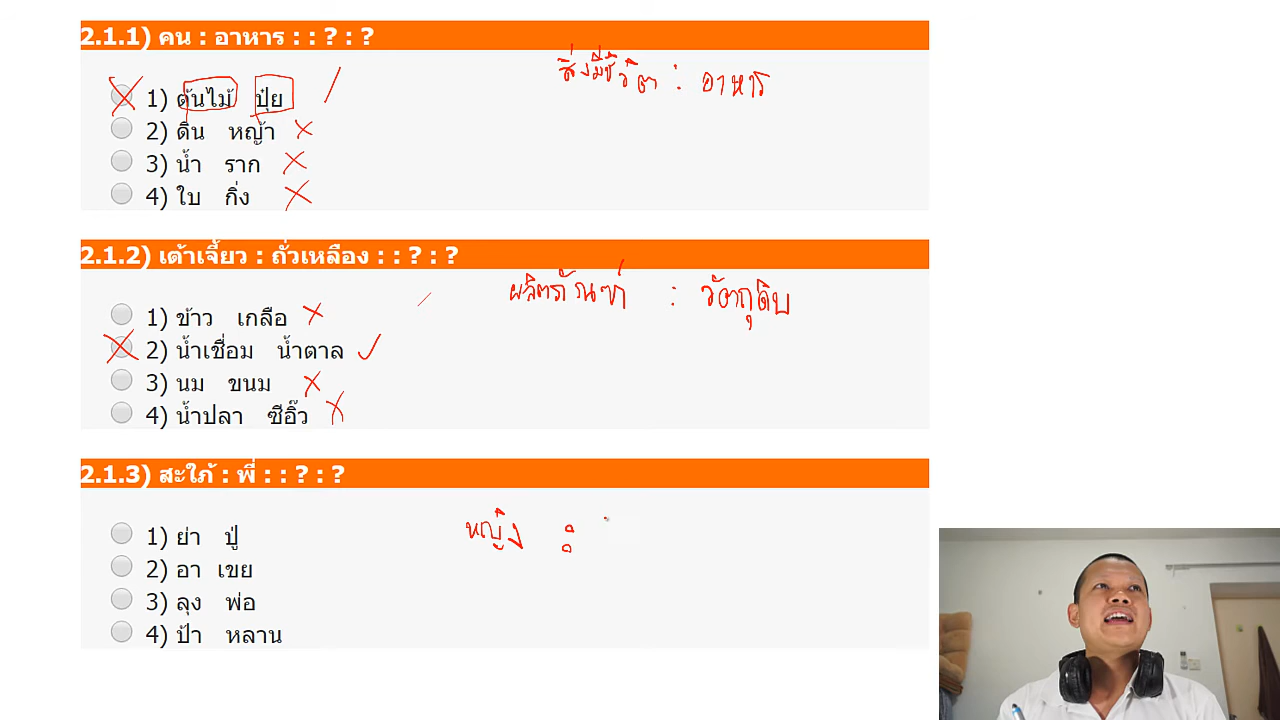 2.1.1) คน : อาหาร : : ? : ?
สิ่งมีชีวิต : อาหาร
1) ต้นไม้ ปุ๋ย
2) ดิน หญ้า
3) น้ำ ราก
4) ใบ กิ่ง
2.1.2) เต้าเจี้ยว : ถั่วเหลือง : : ? : ?
ผลิตภัณฑ์ : วัตถุดิบ
1) ข้าว เกลือ
2) น้ำเชื่อม น้ำตาล
3) นม ขนม
4) น้ำปลา ซีอิ๊ว
2.1.3) สะใภ้ : พี่ : : ? : ?
หญิง :
1) ย่า ปู่
2) อา เขย
3) ลุง พ่อ
4) ป้า หลาน